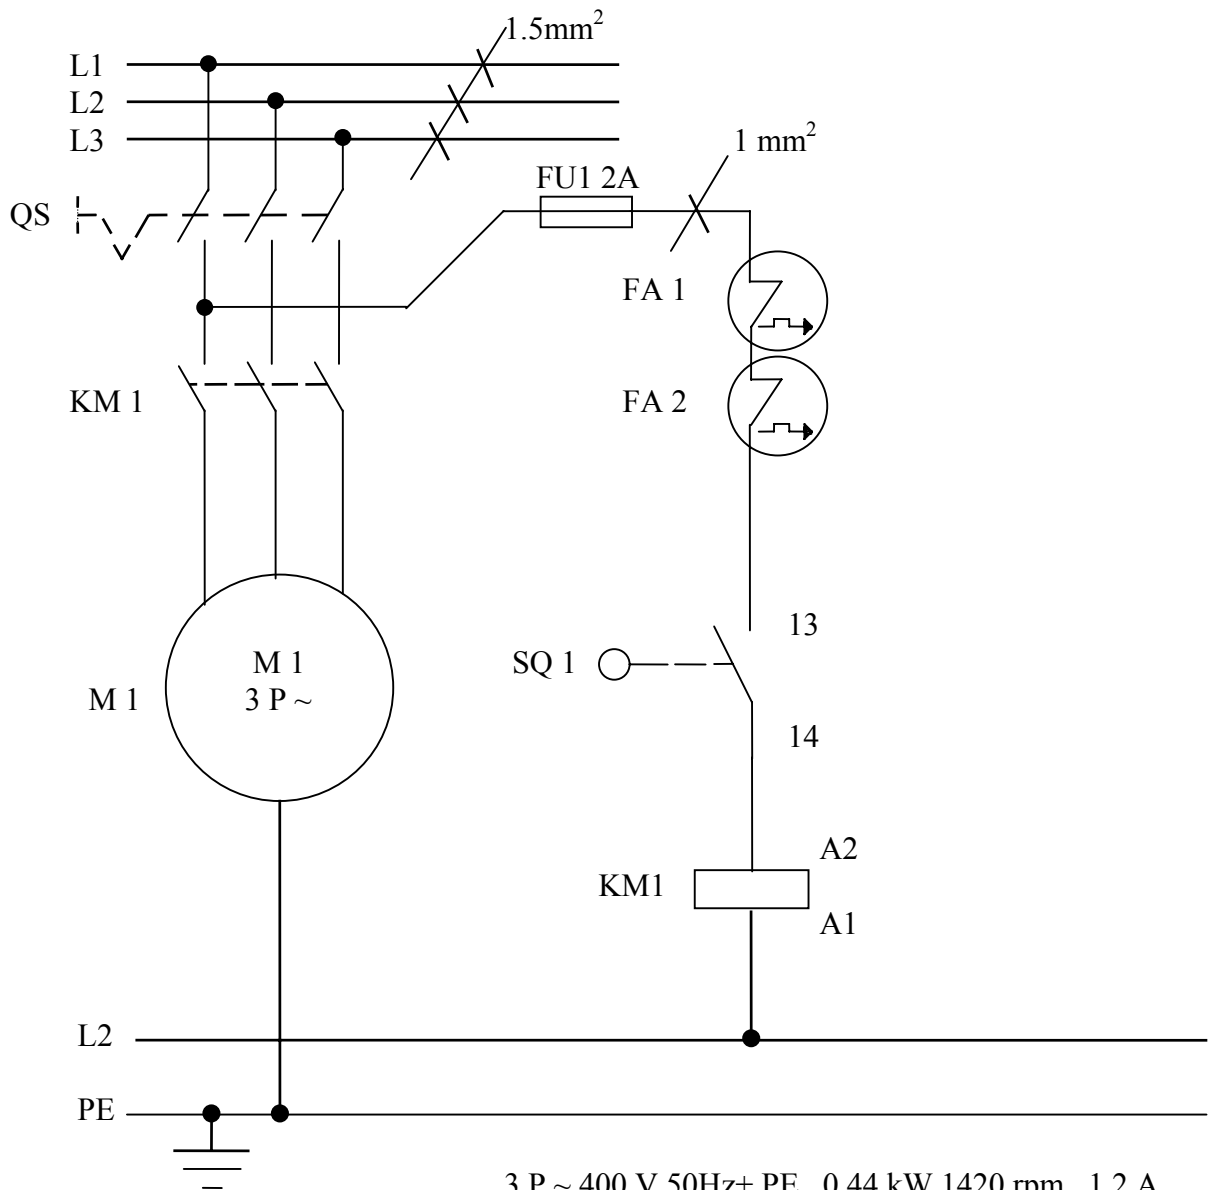 1.5mm²
L1
L2
L3
1 mm²
FU1 2A
QS
FA 1
KM 1
FA 2
13
SQ 1
M 1
3 P ~
M 1
14
A2
KM1
A1
L2
PE
3 P ~ 400 V 50Hz+ PE 0.44 kW 1420 rpm 1.2 A